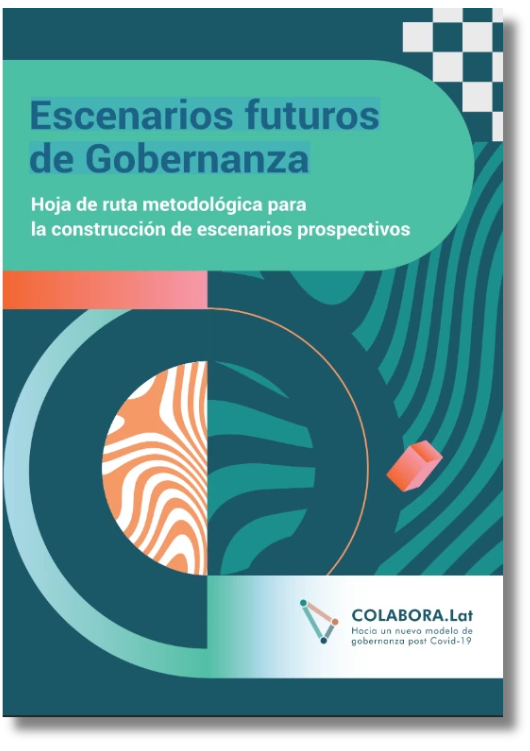 Escenarios futuros
de Gobernanza
Hoja de ruta metodológica para
la construcción de escenarios prospectivos
COLABORA.Lat
Hacia un nuevo modelo de
gobernanza post Covid-19